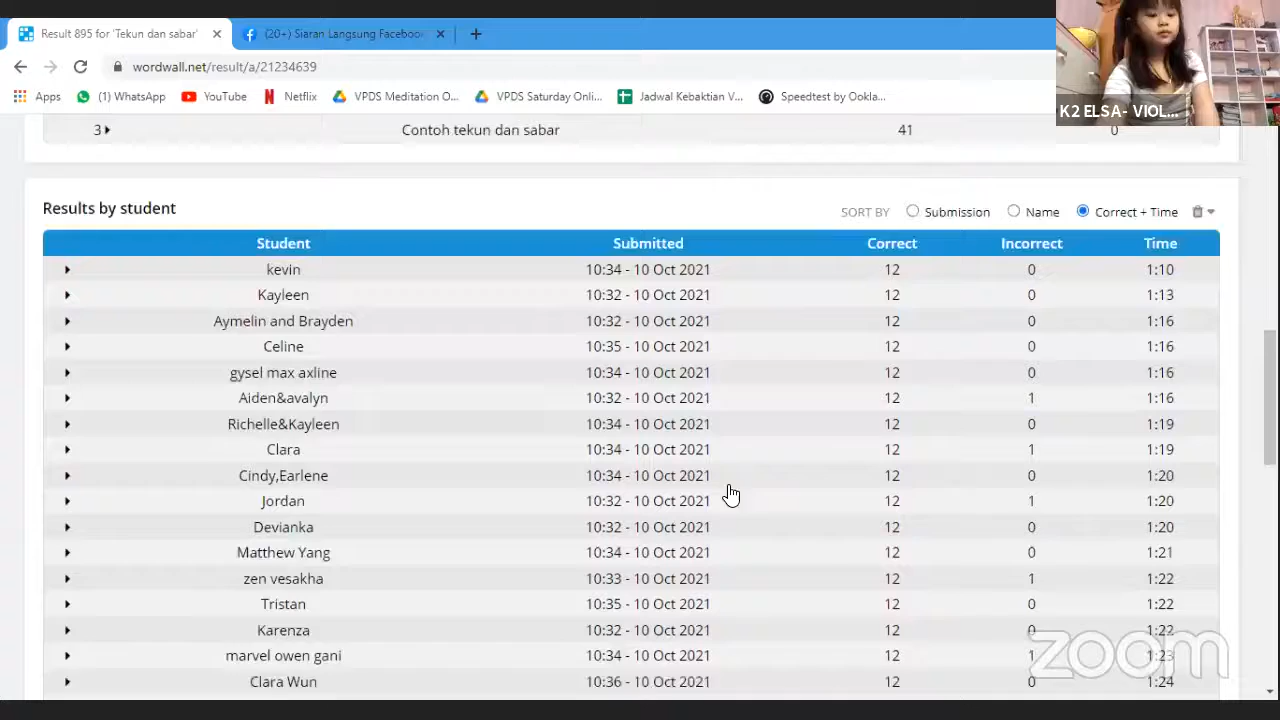 Result 895 for 'Tekun dan sabar'
(20+) Siaran Langsung Facebook
wordwall.net/result/a/21234639
Apps (1) WhatsApp YouTube Netflix VPDS Meditation O... VPDS Saturday Onli... Jadwal Kebaktian V... Speedtest by Ookla...
K2 ELSA- VIOL...
3 Contoh tekun dan sabar 41 0
Results by student
SORT BY Submission Name Correct + Time
Student Submitted Correct Incorrect Time
kevin 10:34 - 10 Oct 2021 12 0 1:10
Kayleen 10:32 - 10 Oct 2021 12 0 1:13
Aymelin and Brayden 10:32 - 10 Oct 2021 12 0 1:16
Celine 10:35 - 10 Oct 2021 12 0 1:16
gysel max axline 10:34 - 10 Oct 2021 12 0 1:16
Aiden&avalyn 10:32 - 10 Oct 2021 12 1 1:16
Richelle&Kayleen 10:34 - 10 Oct 2021 12 0 1:19
Clara 10:34 - 10 Oct 2021 12 1 1:19
Cindy,Earlene 10:34 - 10 Oct 2021 12 0 1:20
Jordan 10:32 - 10 Oct 2021 12 1 1:20
Devianka 10:32 - 10 Oct 2021 12 0 1:20
Matthew Yang 10:34 - 10 Oct 2021 12 0 1:21
zen vesakha 10:33 - 10 Oct 2021 12 1 1:22
Tristan 10:35 - 10 Oct 2021 12 0 1:22
Karenza 10:32 - 10 Oct 2021 12 0 1:22
marvel owen gani 10:34 - 10 Oct 2021 12 1 1:23
Clara Wun 10:36 - 10 Oct 2021 12 0 1:24
zoom